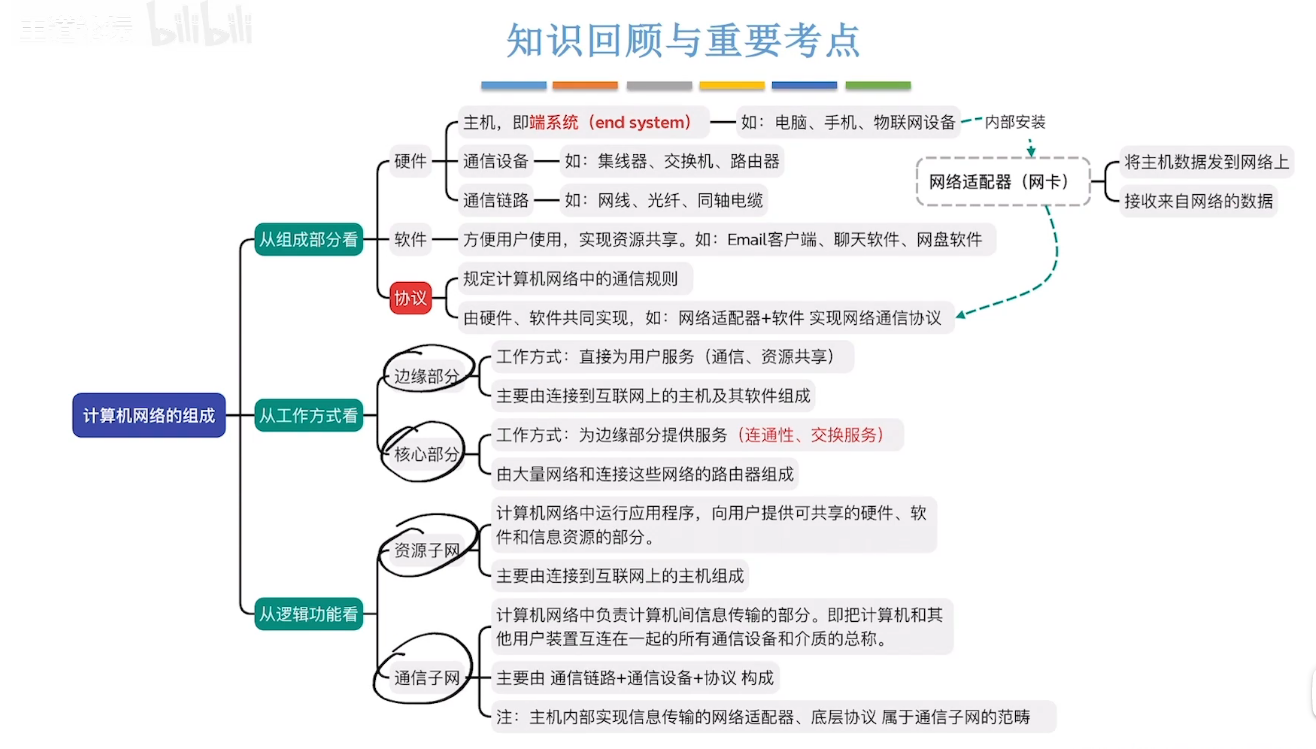 bilibili
知识回顾与重要考点
主机，即端系统（end system）
如：电脑、手机、物联网设备
内部安装
硬件
通信设备
如：集线器、交换机、路由器
网络适配器（网卡）
将主机数据发到网络上
接收来自网络的数据
通信链路
如：网线、光纤、同轴电缆
从组成部分看
软件
方便用户使用，实现资源共享。如：Email客户端、聊天软件、网盘软件
协议
规定计算机网络中的通信规则
由硬件、软件共同实现，如：网络适配器+软件 实现网络通信协议
计算机网络的组成
从工作方式看
边缘部分
工作方式：直接为用户服务（通信、资源共享）
主要由连接到互联网上的主机及其软件组成
核心部分
工作方式：为边缘部分提供服务（连通性、交换服务）
由大量网络和连接这些网络的路由器组成
从逻辑功能看
资源子网
计算机网络中运行应用程序，向用户提供可共享的硬件、软
件和信息资源的部分。
主要由连接到互联网上的主机组成
通信子网
计算机网络中负责计算机间信息传输的部分。即把计算机和其
他用户装置互连在一起的所有通信设备和介质的总称。
主要由 通信链路+通信设备+协议 构成
注：主机内部实现信息传输的网络适配器、底层协议 属于通信子网的范畴